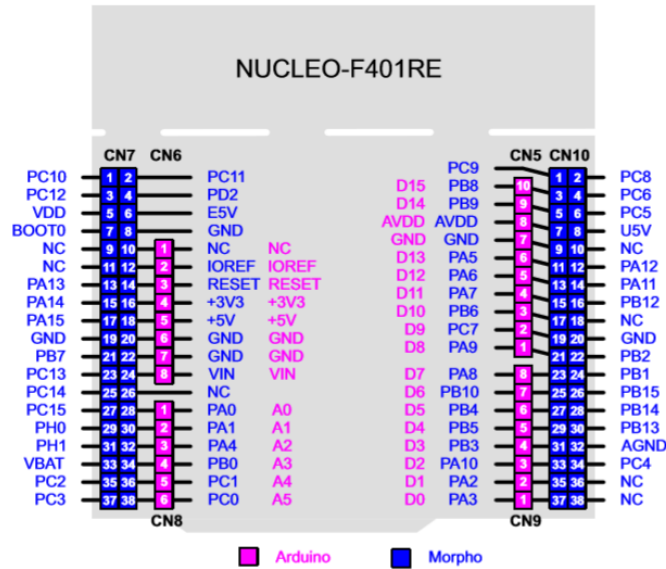 NUCLEO-F401RE
CN7 CN6 CN5 CN10
PC10 1 2 PC11 PC9 1 2 PC8
PC12 3 4 PD2 D15 PB8 10 3 4 PC6
VDD 5 6 E5V D14 PB9 9 5 6 PC5
BOOT0 7 8 GND AVDD AVDD 8 7 8 U5V
NC 9 10 1 NC NC GND GND 7 9 10 NC
NC 11 12 2 IOREF IOREF D13 PA5 6 11 12 PA12
PA13 13 14 3 RESET RESET D12 PA6 5 13 14 PA11
PA14 15 16 4 +3V3 +3V3 D11 PA7 4 15 16 PB12
PA15 17 18 5 +5V +5V D10 PB6 3 17 18 NC
GND 19 20 6 GND GND D9 PC7 2 19 20 GND
PB7 21 22 7 GND GND D8 PA9 1 21 22 PB2
PC13 23 24 8 VIN VIN D7 PA8 8 23 24 PB1
PC14 25 26 NC D6 PB10 7 25 26 PB15
PC15 27 28 1 PA0 A0 D5 PB4 6 27 28 PB14
PH0 29 30 2 PA1 A1 D4 PB5 5 29 30 PB13
PH1 31 32 3 PA4 A2 D3 PB3 4 31 32 AGND
VBAT 33 34 4 PB0 A3 D2 PA10 3 33 34 PC4
PC2 35 36 5 PC1 A4 D1 PA2 2 35 36 NC
PC3 37 38 6 PC0 A5 D0 PA3 1 37 38 NC
CN8 CN9
Arduino Morpho